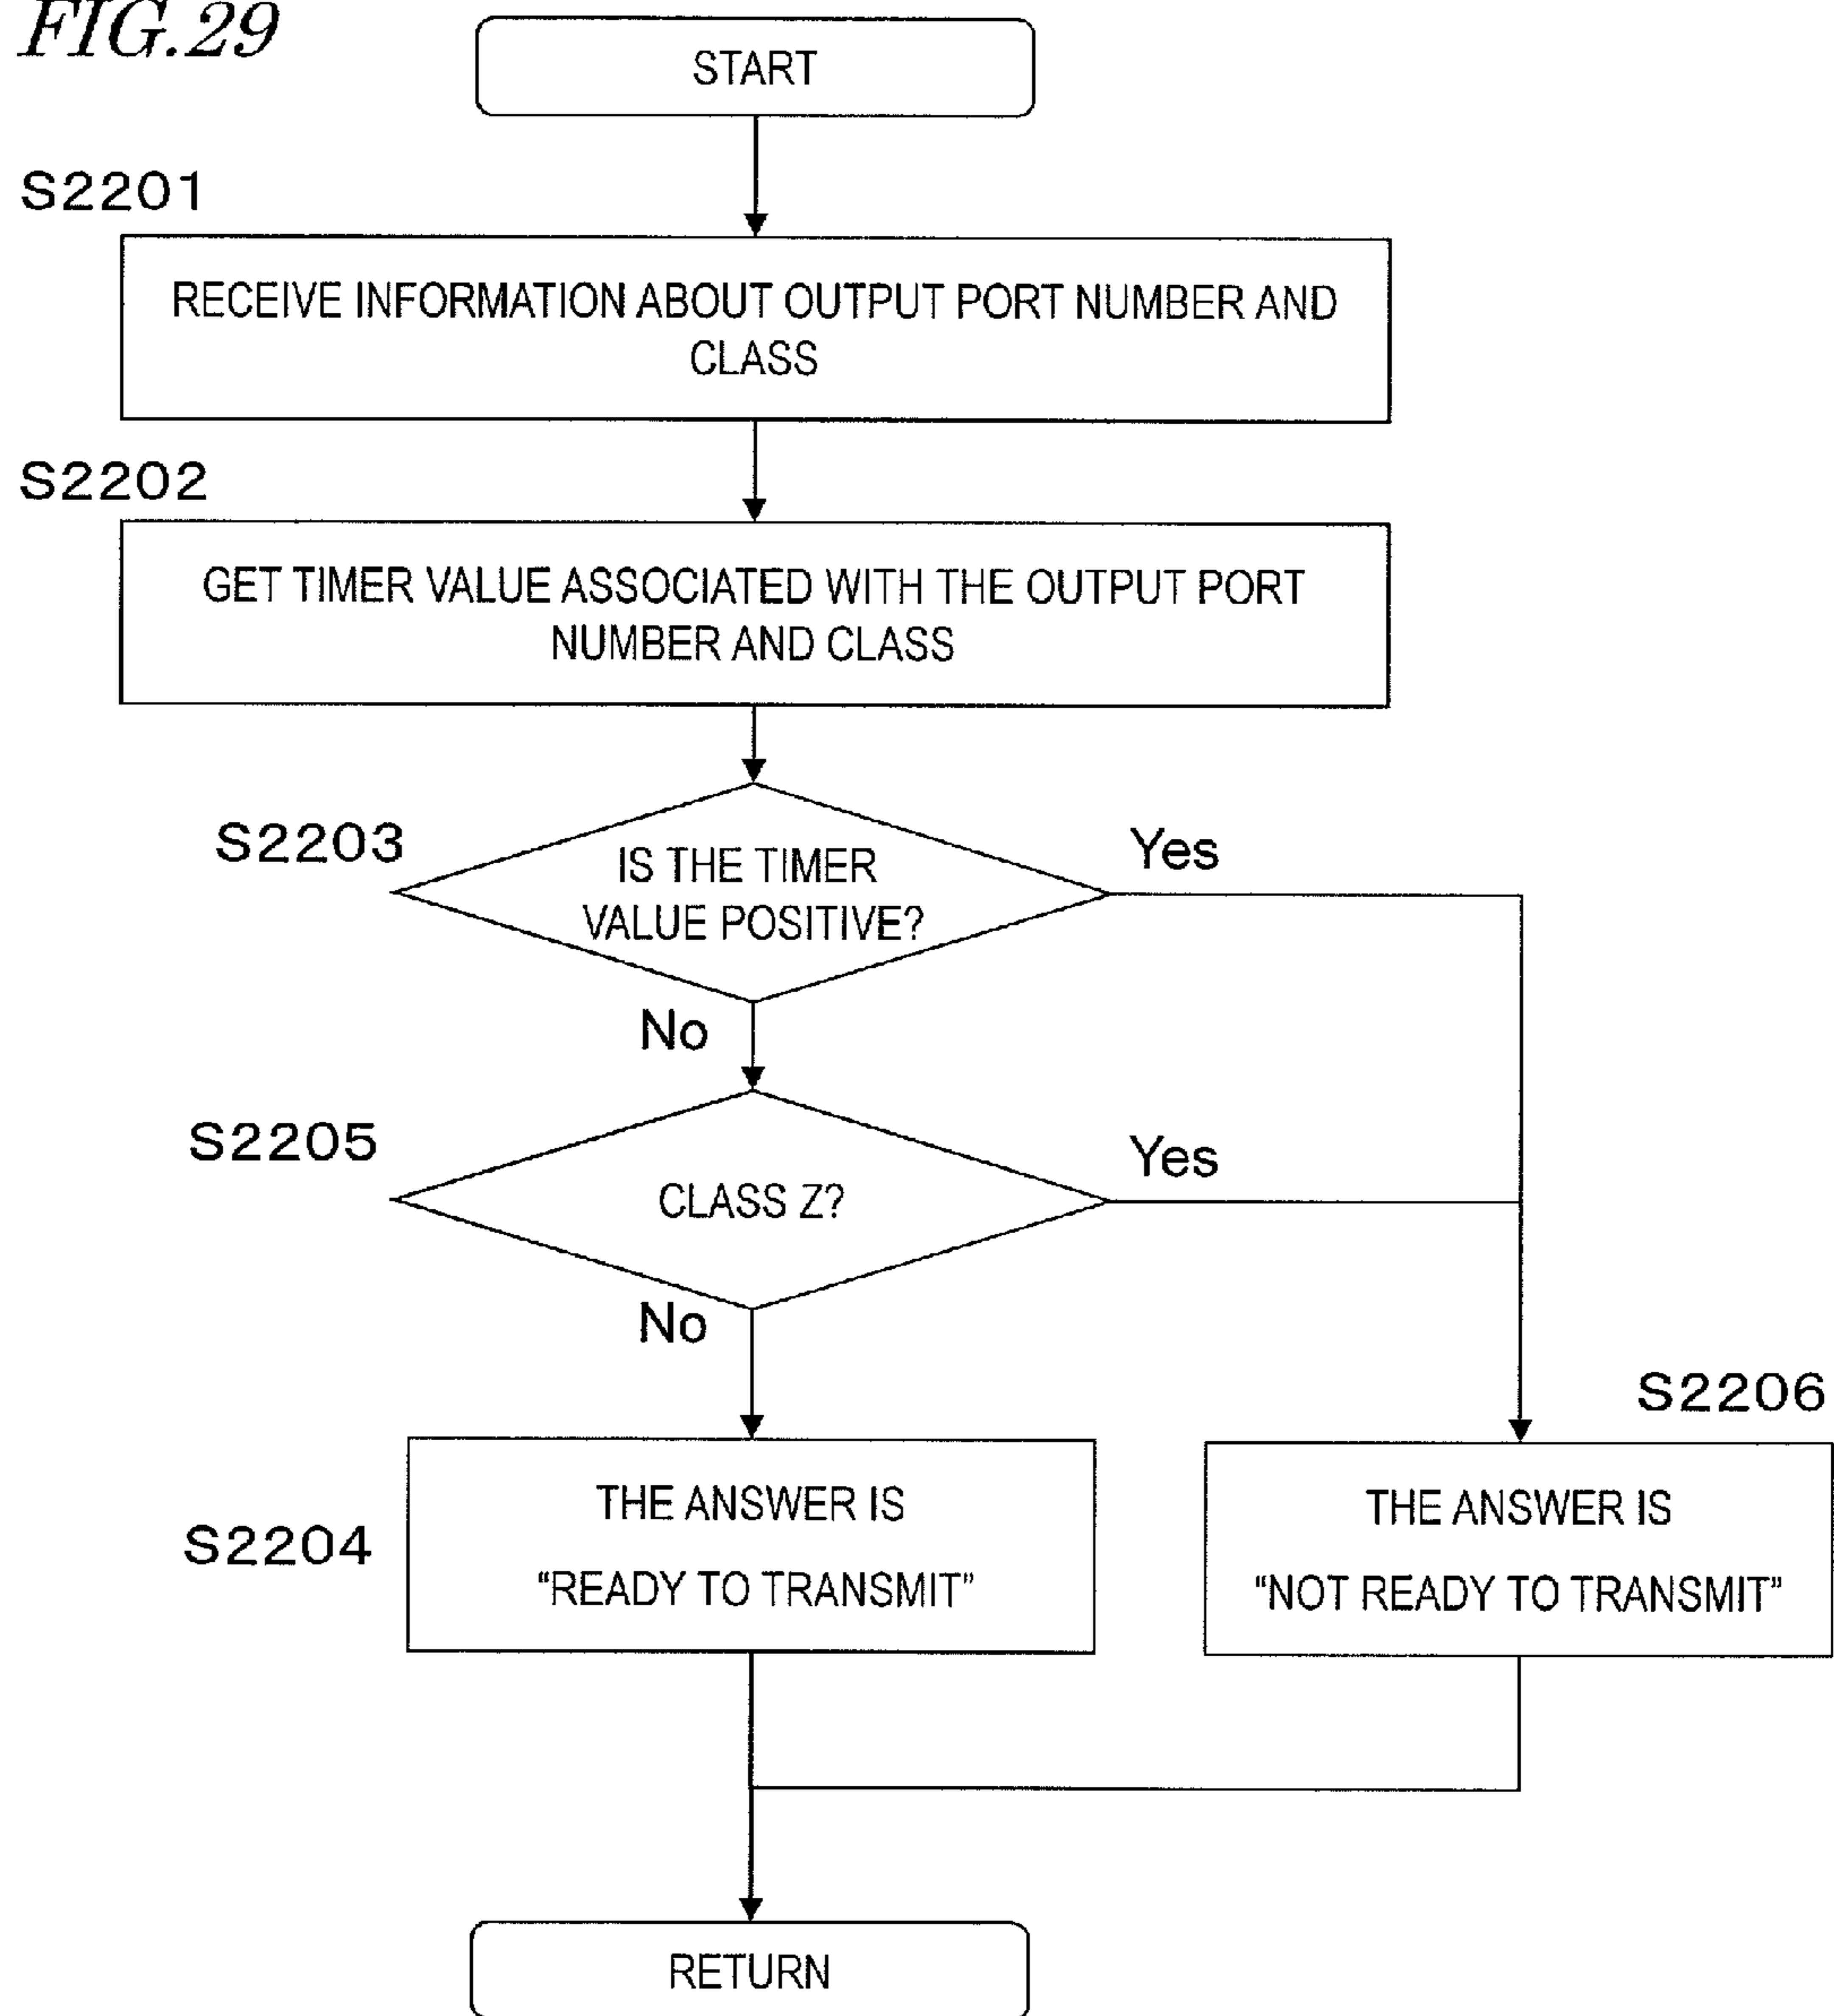 FIG.29
START
S2201
RECEIVE INFORMATION ABOUT OUTPUT PORT NUMBER AND
CLASS
S2202
GET TIMER VALUE ASSOCIATED WITH THE OUTPUT PORT
NUMBER AND CLASS
S2203
IS THE TIMER
VALUE POSITIVE?
Yes
No
S2205
CLASS Z?
Yes
No
S2204
THE ANSWER IS
“READY TO TRANSMIT”
S2206
THE ANSWER IS
“NOT READY TO TRANSMIT”
RETURN